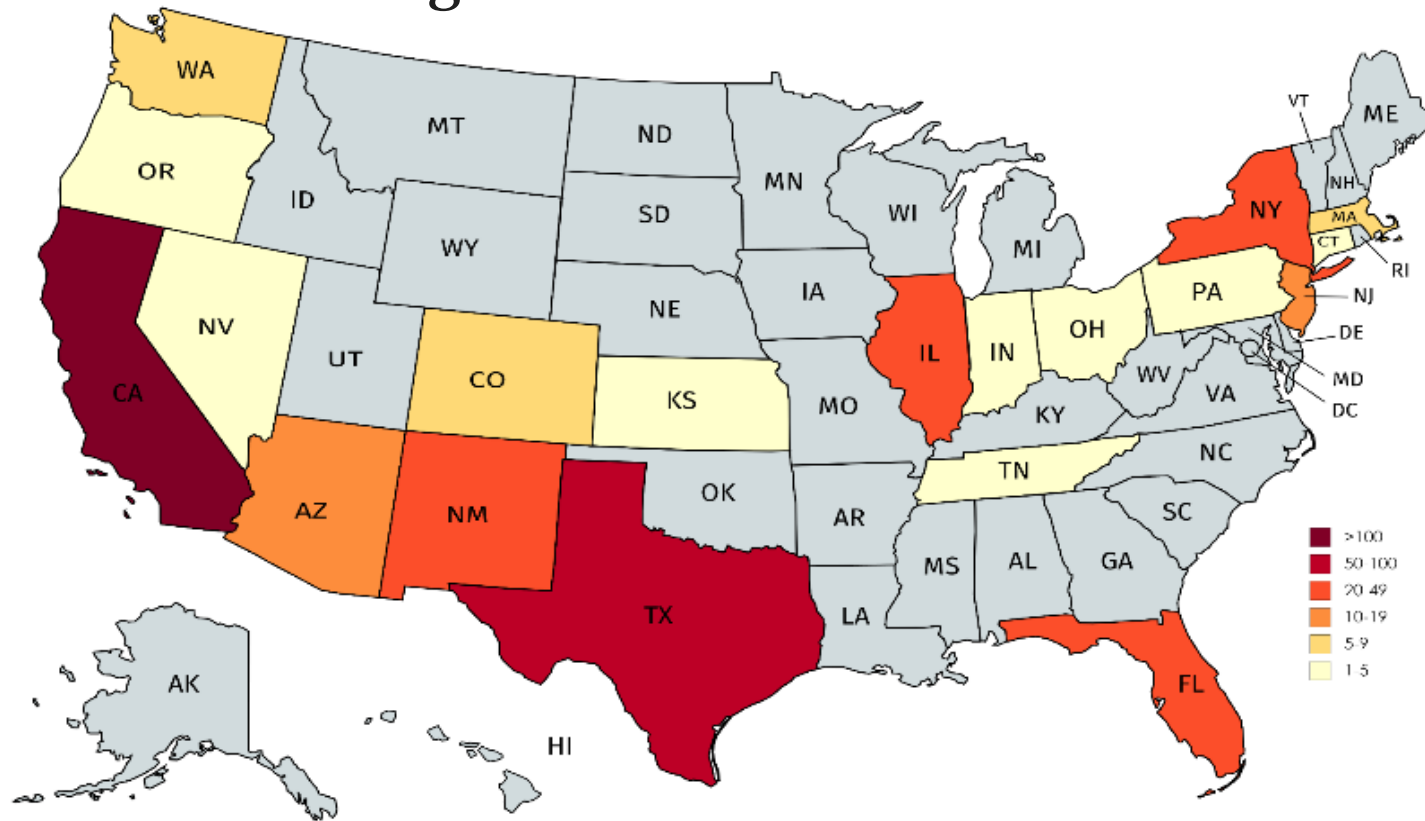 g
WA
MT
ND
MN
VT
ME
OR
ID
SD
WI
NH
NY
MA
WY
MI
CT
RI
IA
PA
NJ
NE
NV
OH
DE
UT
IL
IN
CO
WV
MD
CA
KS
MO
VA
DC
KY
NC
TN
OK
AZ
NM
AR
SC
MS
AL
GA
TX
LA
AK
FL
HI
>100
50-100
20-49
10-19
5-9
1-5